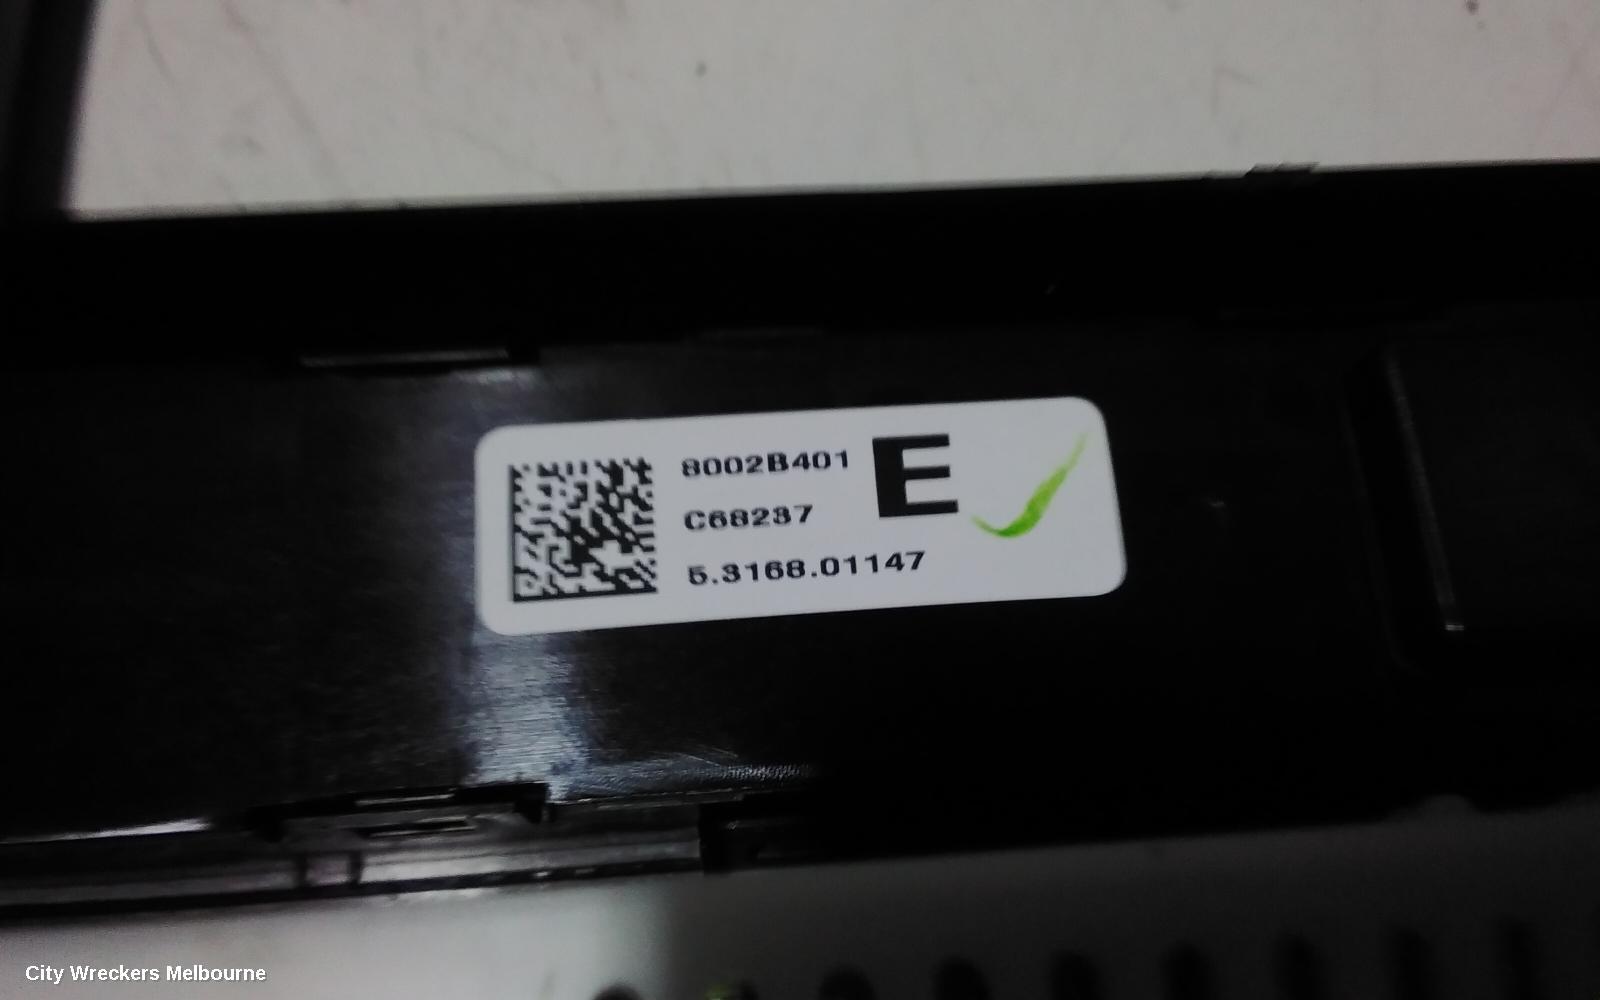 8002B401
E
C68237
5.3168.01147
City Wreckers Melbourne